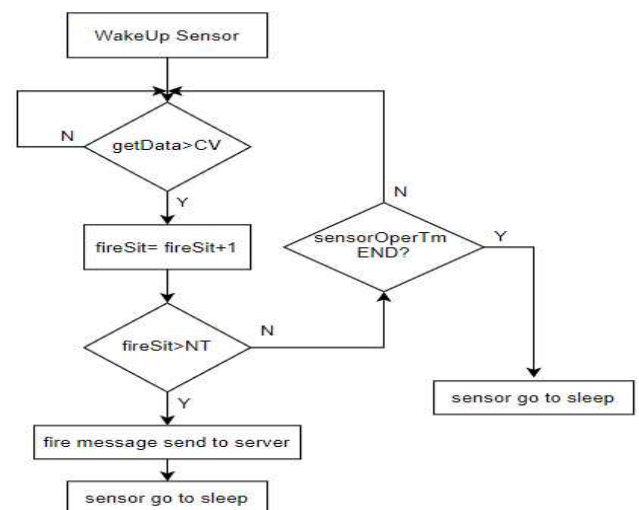 WakeUp Sensor
N
getData>CV
Y
fireSit= fireSit+1
fireSit>NT
N
Y
fire message send to server
sensor go to sleep
N
sensorOperTm
END?
Y
sensor go to sleep